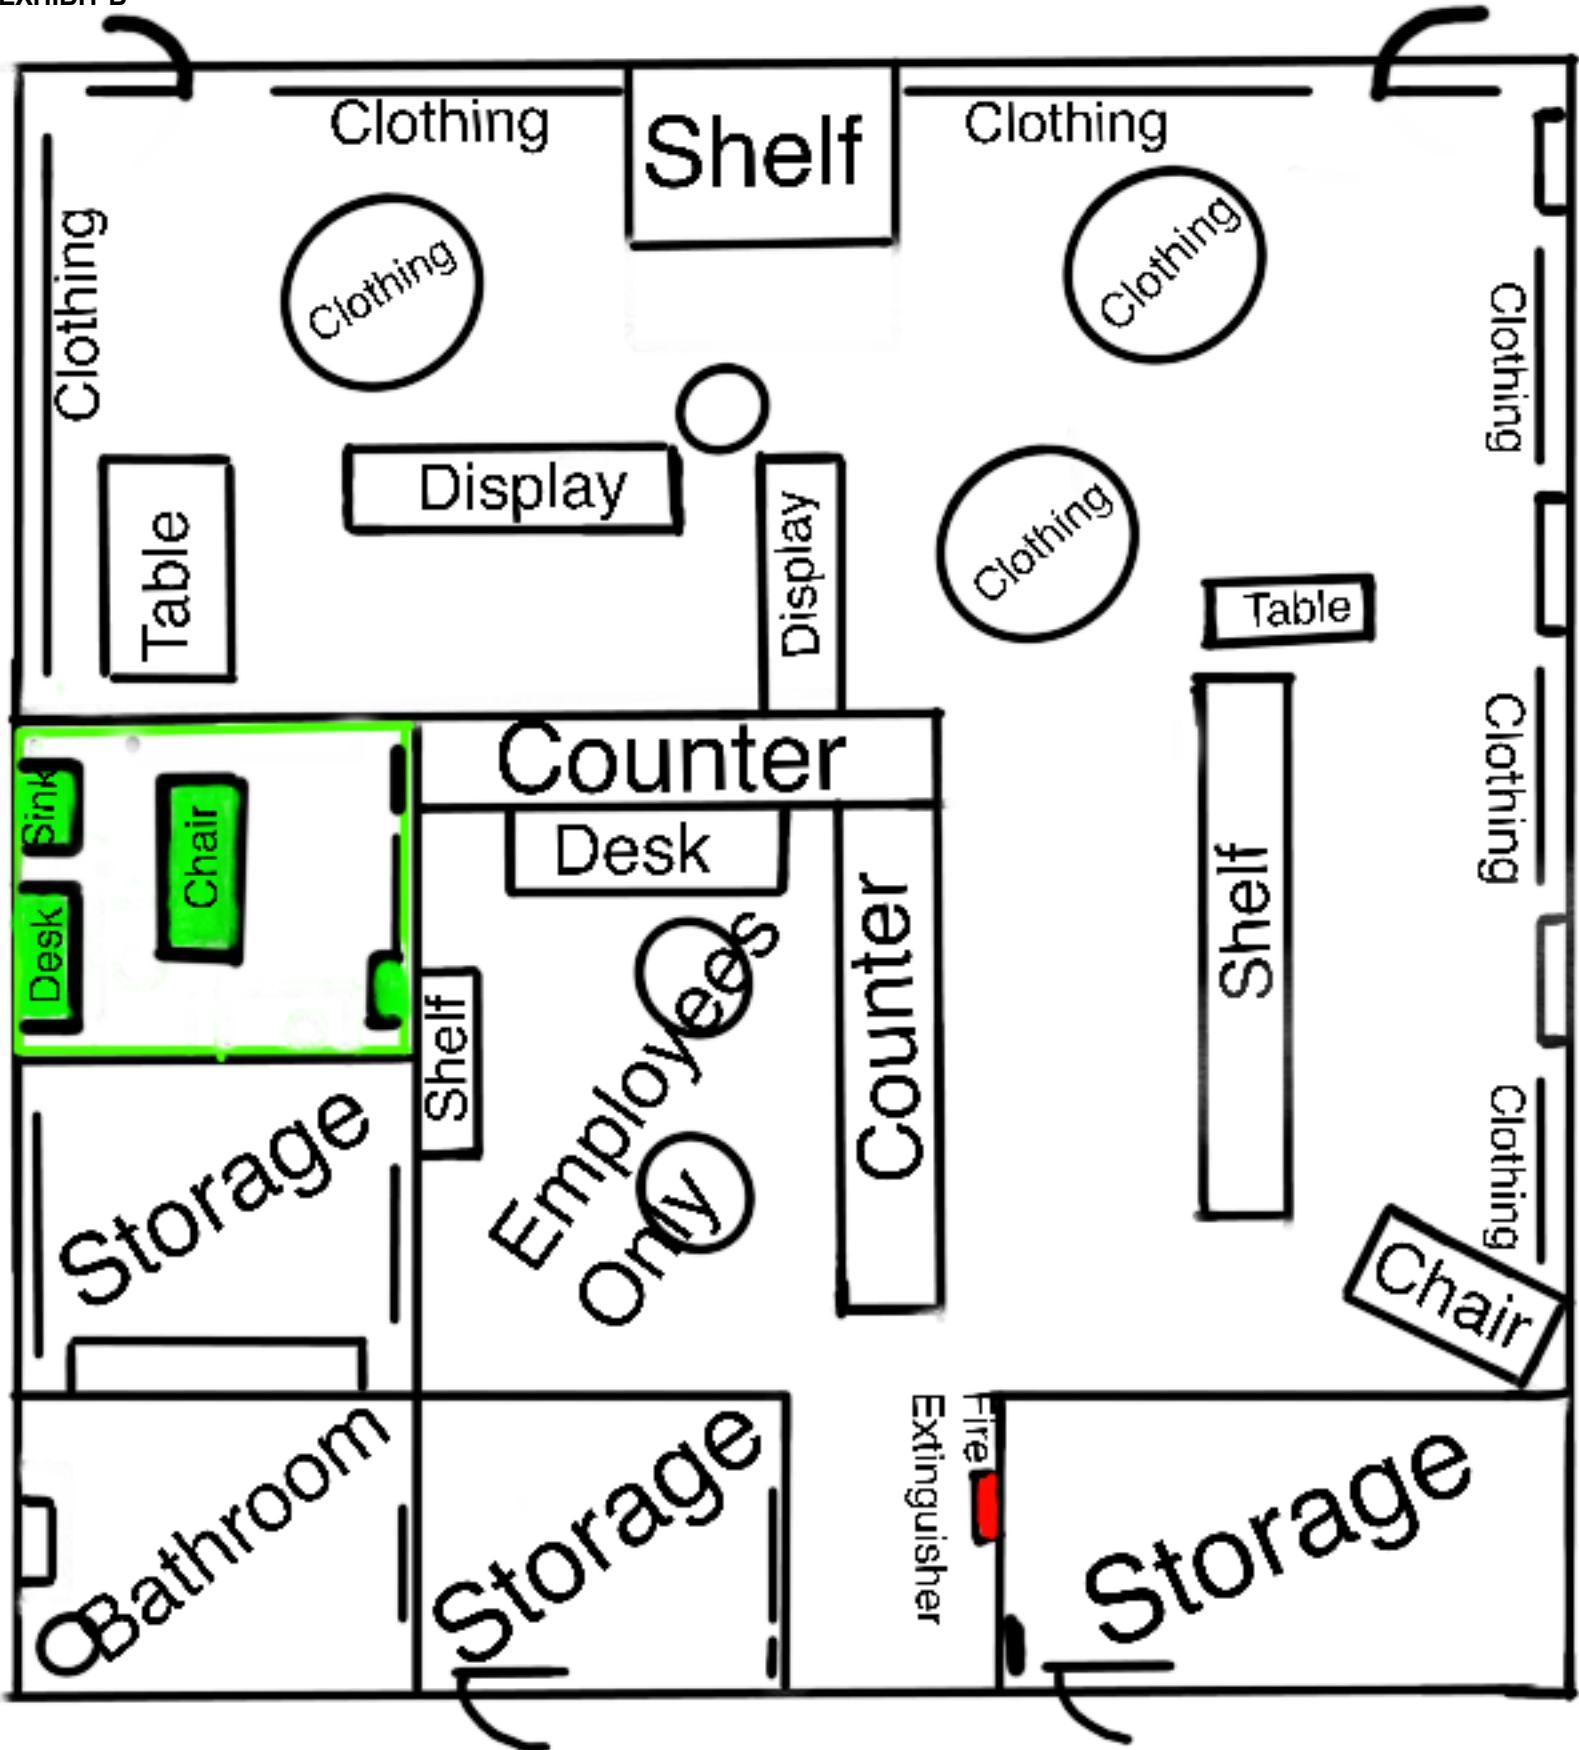 EXHIBIT B
Clothing
Shelf
Clothing
Clothing
Clothing
Clothing
Clothing
Display
Table
Display
Clothing
Table
Counter
Sink
Chair
Desk
Desk
Shelf
Employees
Only
Counter
Shelf
Clothing
Clothing
Chair
Storage
Bathroom
Storage
Fire
Extinguisher
Storage